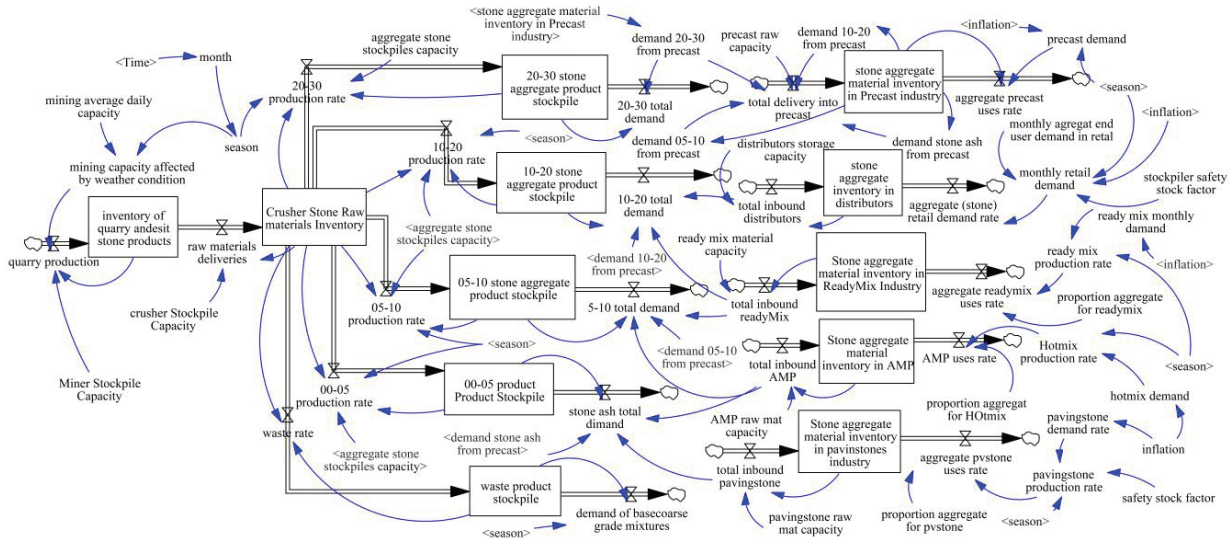 <stone aggregate material
inventory in Precast
industry>
aggregate stone
stockpiles capacity
demand 20-30
from precast
precast raw
capacity
demand 10-20
from precast
<inflation>
precast demand
<Time>
month
20-30
production rate
20-30 stone
aggregate product
stockpile
20-30 total
demand
total delivery into
precast
stone aggregate
material inventory
in Precast industry
aggregate precast
uses rate
<season>
mining average daily
capacity
season
<season>
10-20
production rate
demand 05-10
from precast
distributors storage
capacity
demand stone ash
from precast
monthly agregat end
user demand in retal
<inflation>
mining capacity affected
by weather condition
10-20 stone
aggregate product
stockpile
10-20 total
demand
total inbound
distributors
stone
aggregate
inventory in
distributors
aggregate (stone)
retail demand rate
monthly retail
demand
stockpiler safety
stock factor
inventory of
quarry andesit
stone products
Crusher Stone Raw
materials Inventory
quarry production
raw materials
deliveries
<aggregate stone
stockpiles capacity>
<demand 10-20
from precast>
ready mix material
capacity
ready mix monthly
damand
ready mix
production rate
<inflation>
crusher Stockpile
Capacity
05-10
production rate
05-10 stone aggregate
product stockpile
5-10 total demand
total inbound
readyMix
Stone aggregate
material inventory in
ReadyMix Industry
aggregate readymix
uses rate
proportion aggregate
for readymix
<season>
<demand 05-10
from precast>
total inbound
AMP
Stone aggregate
material
inventory in AMP
AMP uses rate
Hotmix
production rate
<season>
Miner Stockpile
Capacity
00-05
production rate
00-05 product
Product Stockpile
stone ash total
dimand
AMP raw mat
capacity
proportion aggregat
for HOtmix
hotmix demand
waste rate
<aggregate stone
stockpiles capacity>
<demand stone ash
from precast>
total inbound
pavingstone
Stone aggregate
material inventory
in pavinstones
industry
aggregate pvstone
uses rate
pavingstone
demand rate
inflation
waste product
stockpile
demand of basecoarse
grade mixtures
<season>
pavingstone raw
mat capacity
proportion aggregate
for pvstone
<season>
pavingstone
production rate
safety stock factor